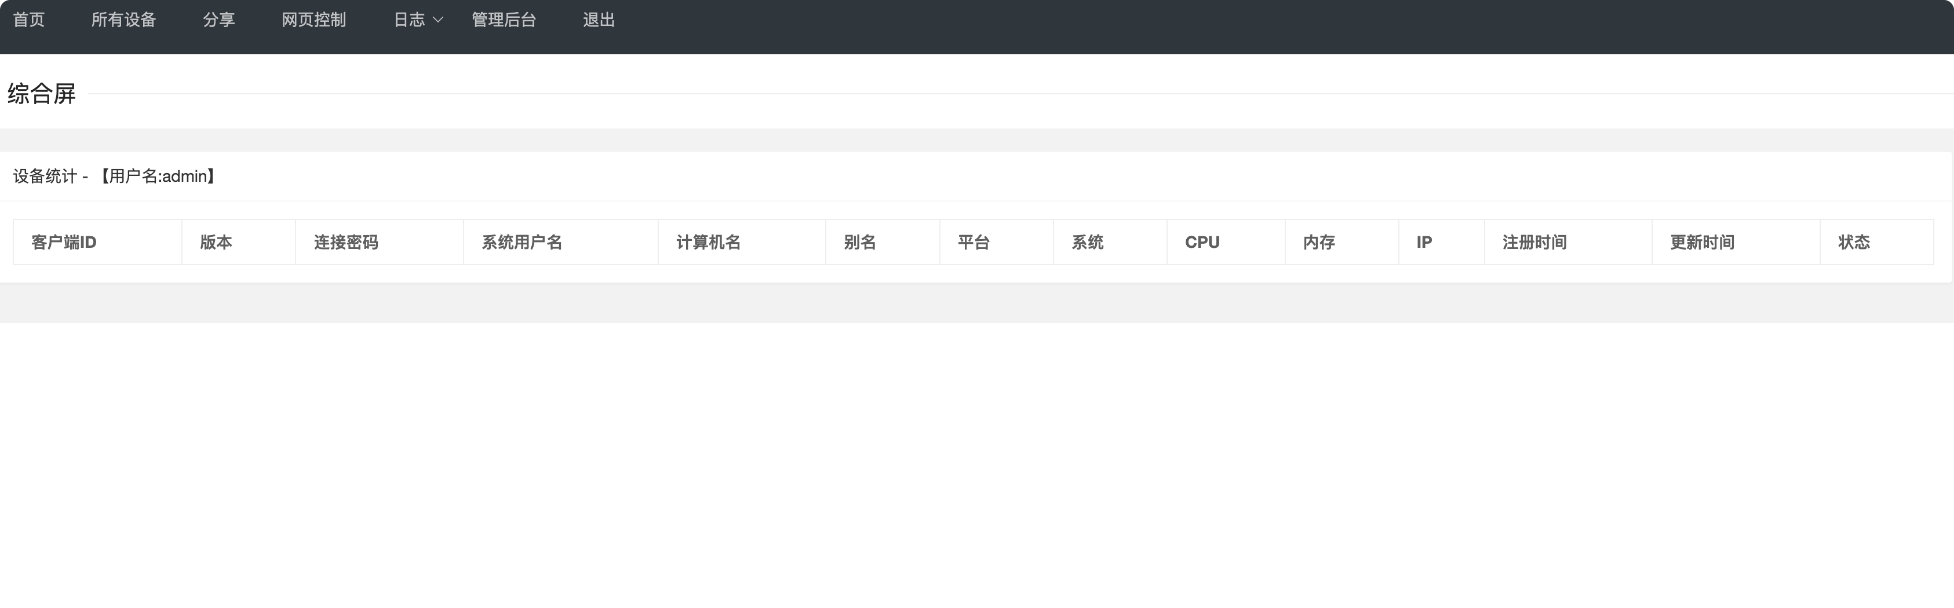 首页 所有设备 分享 网页控制 日志 管理后台 退出
综合屏
设备统计 - 【用户名:admin】
客户端ID 版本 连接密码 系统用户名 计算机名 别名 平台 系统 CPU 内存 IP 注册时间 更新时间 状态